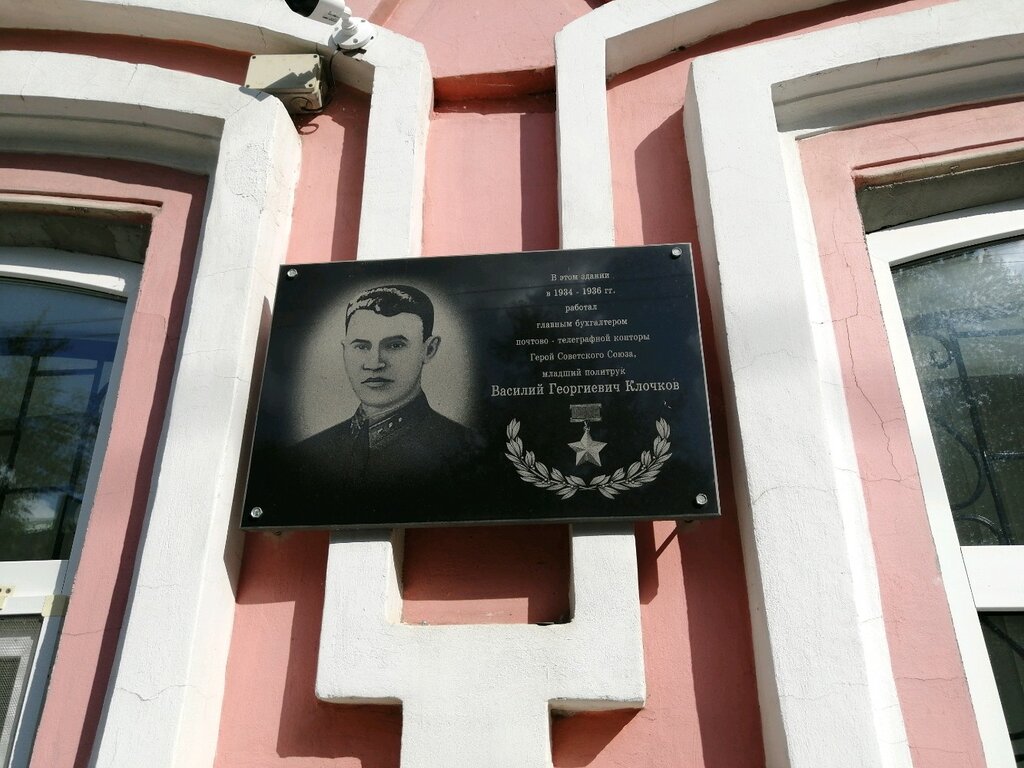 В этом здании
в 1934 - 1936 гг.
работал
главным бухгалтером
почтово - телеграфной конторы
Герой Советского Союза,
младший политрук
Василий Георгиевич Клочков